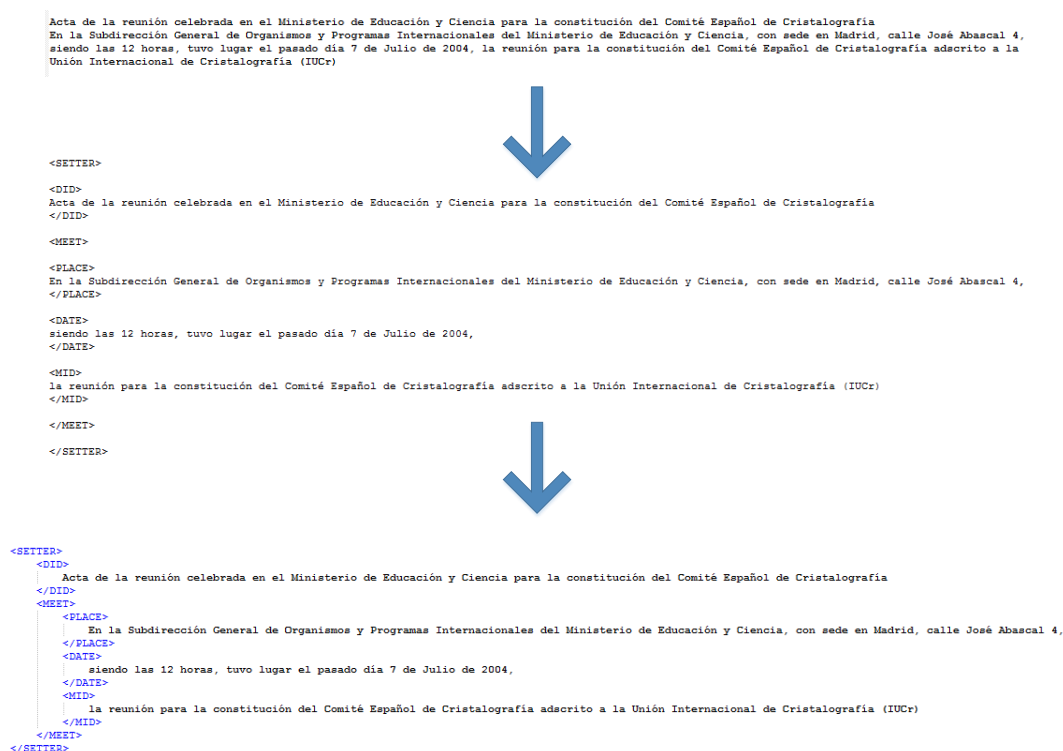 Acta de la reunión celebrada en el Ministerio de Educación y Ciencia para la constitución del Comité Español de Cristalografía
En la Subdirección General de Organismos y Programas Internacionales del Ministerio de Educación y Ciencia, con sede en Madrid, calle José Abascal 4,
siendo las 12 horas, tuvo lugar el pasado día 7 de Julio de 2004, la reunión para la constitución del Comité Español de Cristalografía adscrito a la
Unión Internacional de Cristalografía (IUCr)
<SETTER>
<DID>
Acta de la reunión celebrada en el Ministerio de Educación y Ciencia para la constitución del Comité Español de Cristalografía
</DID>
<MEET>
<PLACE>
En la Subdirección General de Organismos y Programas Internacionales del Ministerio de Educación y Ciencia, con sede en Madrid, calle José Abascal 4,
</PLACE>
<DATE>
siendo las 12 horas, tuvo lugar el pasado día 7 de Julio de 2004,
</DATE>
<MID>
la reunión para la constitución del Comité Español de Cristalografía adscrito a la Unión Internacional de Cristalografía (IUCr)
</MID>
</MEET>
</SETTER>
<SETTER>
<DID>
Acta de la reunión celebrada en el Ministerio de Educación y Ciencia para la constitución del Comité Español de Cristalografía
</DID>
<MEET>
<PLACE>
En la Subdirección General de Organismos y Programas Internacionales del Ministerio de Educación y Ciencia, con sede en Madrid, calle José Abascal 4,
</PLACE>
<DATE>
siendo las 12 horas, tuvo lugar el pasado día 7 de Julio de 2004,
</DATE>
<MID>
la reunión para la constitución del Comité Español de Cristalografía adscrito a la Unión Internacional de Cristalografía (IUCr)
</MID>
</MEET>
</SETTER>